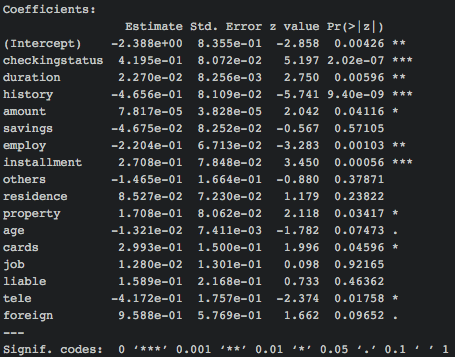 Coefficients:
                Estimate Std. Error z value Pr(>|z|)
(Intercept)   -2.388e+00  8.355e-01  -2.858  0.00426 **
checkingstatus 4.195e-01  8.072e-02   5.197 2.02e-07 ***
duration       2.270e-02  8.256e-03   2.750  0.00596 **
history       -4.656e-01  8.109e-02  -5.741 9.40e-09 ***
amount         7.817e-05  3.828e-05   2.042  0.04116 *
savings       -4.675e-02  8.252e-02  -0.567  0.57105
employ        -2.204e-01  6.713e-02  -3.283  0.00103 **
installment    2.708e-01  7.848e-02   3.450  0.00056 ***
others        -1.465e-01  1.664e-01  -0.880  0.37871
residence      8.527e-02  7.230e-02   1.179  0.23822
property       1.708e-01  8.062e-02   2.118  0.03417 *
age           -1.321e-02  7.411e-03  -1.782  0.07473 .
cards          2.993e-01  1.500e-01   1.996  0.04596 *
job            1.280e-02  1.301e-01   0.098  0.92165
liable         1.589e-01  2.168e-01   0.733  0.46362
tele          -4.172e-01  1.757e-01  -2.374  0.01758 *
foreign        9.588e-01  5.769e-01   1.662  0.09652 .
---
Signif. codes:  0 ‘***’ 0.001 ‘**’ 0.01 ‘*’ 0.05 ‘.’ 0.1 ‘ ’ 1